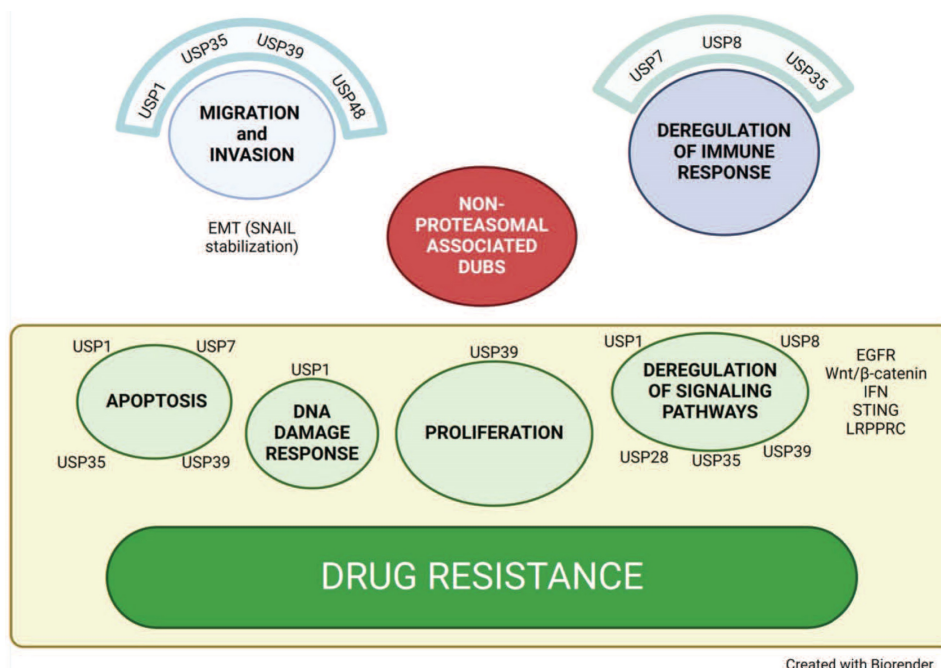 USP1
USP35
USP39
USP48
MIGRATION
and
INVASION
EMT (SNAIL
stabilization)
USP7
USP8
USP35
DEREGULATION
OF IMMUNE
RESPONSE
NON-
PROTEASOMAL
ASSOCIATED
DUBS
USP1
USP7
APOPTOSIS
USP35
USP39
USP1
DNA
DAMAGE
RESPONSE
USP39
PROLIFERATION
USP1
USP8
DEREGULATION
OF SIGNALING
PATHWAYS
USP28
USP35
USP39
EGFR
Wnt/β-catenin
IFN
STING
LRPPRC
DRUG RESISTANCE
Created with Biorender